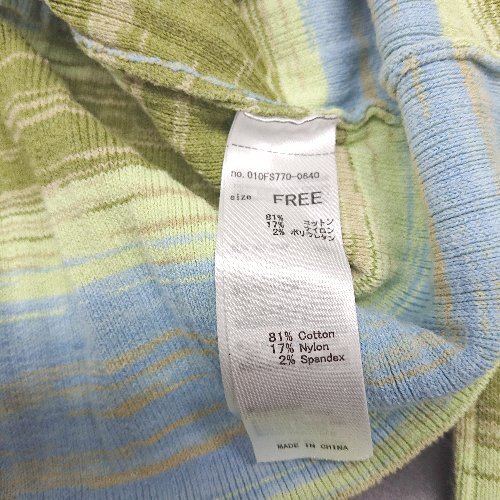 no.010FS770-0640
size FREE
81% コットン
17% ナイロン
2% ポリウレタン
81% Cotton
17% Nylon
2% Spandex
MADE IN CHINA